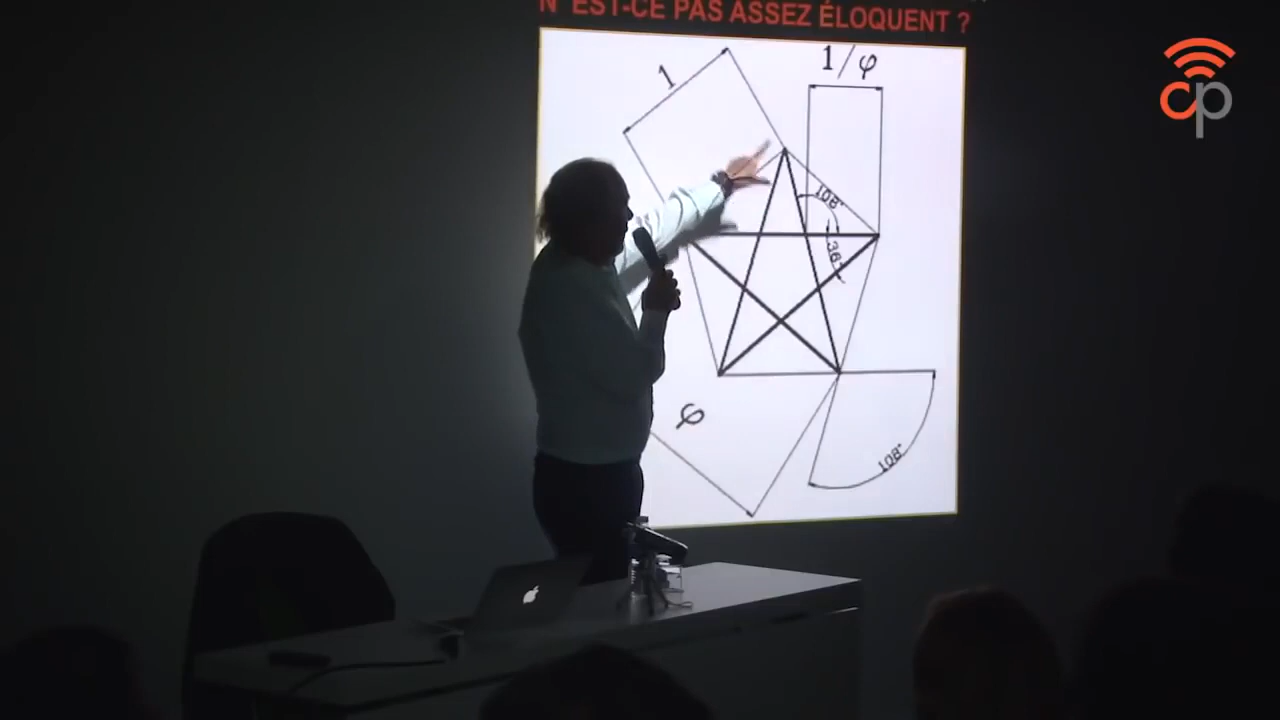 N'EST-CE PAS ASSEZ ÉLOQUENT ?
1
1/φ
108°
36°
φ
108°
cp